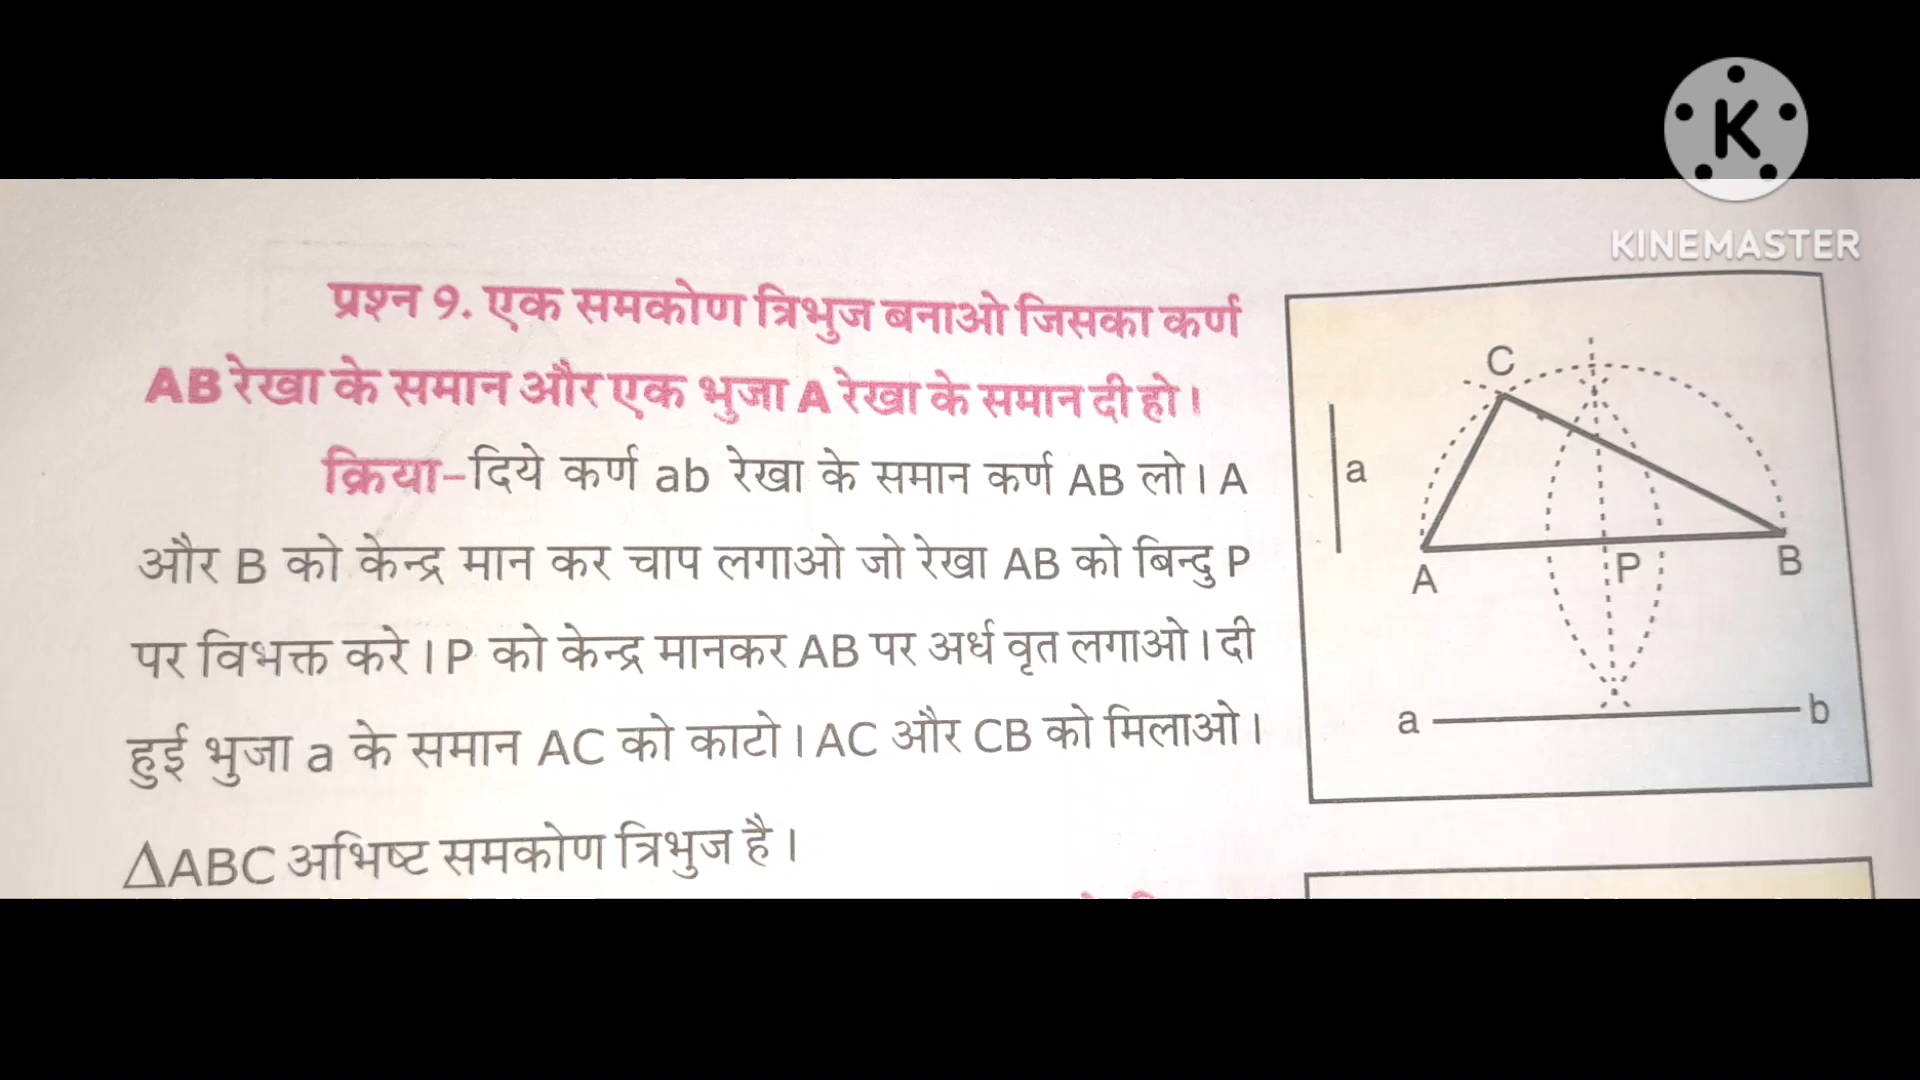 K
KINEMASTER
प्रश्न 9. एक समकोण त्रिभुज बनाओ जिसका कर्ण
AB रेखा के समान और एक भुजा A रेखा के समान दी हो।
क्रिया–दिये कर्ण ab रेखा के समान कर्ण AB लो। A
और B को केन्द्र मान कर चाप लगाओ जो रेखा AB को बिन्दु P
पर विभक्त करे। P को केन्द्र मानकर AB पर अर्ध वृत लगाओ। दी
हुई भुजा a के समान AC को काटो। AC और CB को मिलाओ।
ΔABC अभिष्ट समकोण त्रिभुज है।
C
a
A
P
B
a
b